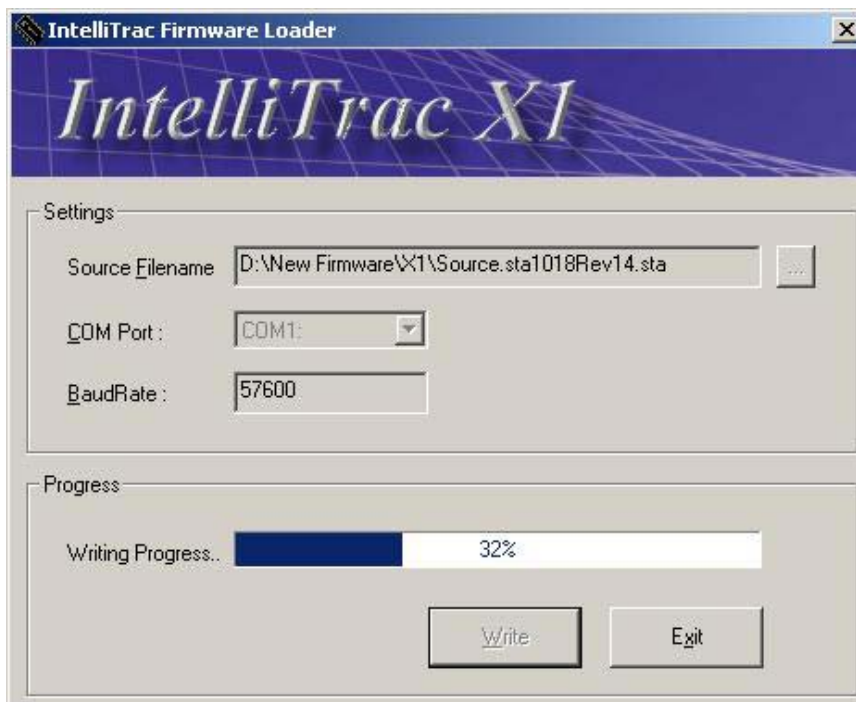 IntelliTrac Firmware Loader
IntelliTrac X1
Settings
Source Filename D:\New Firmware\X1\Source.sta1018Rev14.sta ...
COM Port : COM1:
BaudRate : 57600
Progress
Writing Progress.. 32%
Write Exit